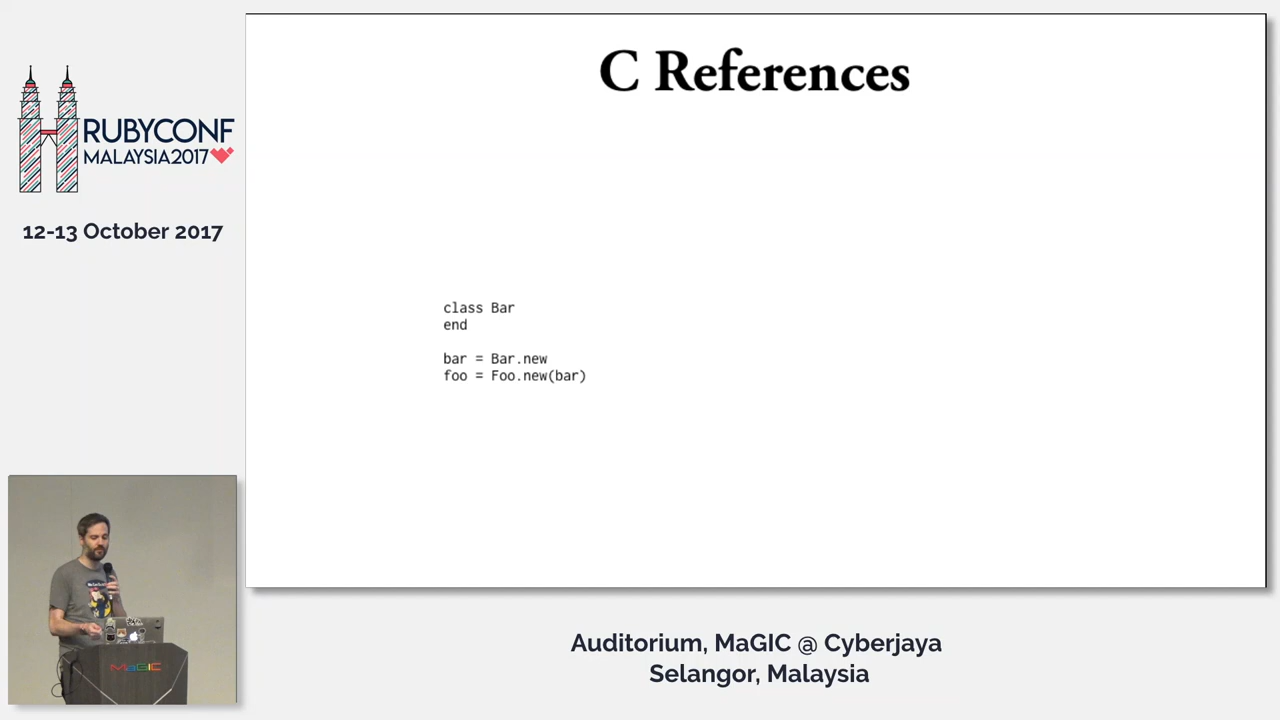 RUBYCONF
MALAYSIA2017
12-13 October 2017
C References
class Bar
end
bar = Bar.new
foo = Foo.new(bar)
MaGIC
Auditorium, MaGIC @ Cyberjaya
Selangor, Malaysia